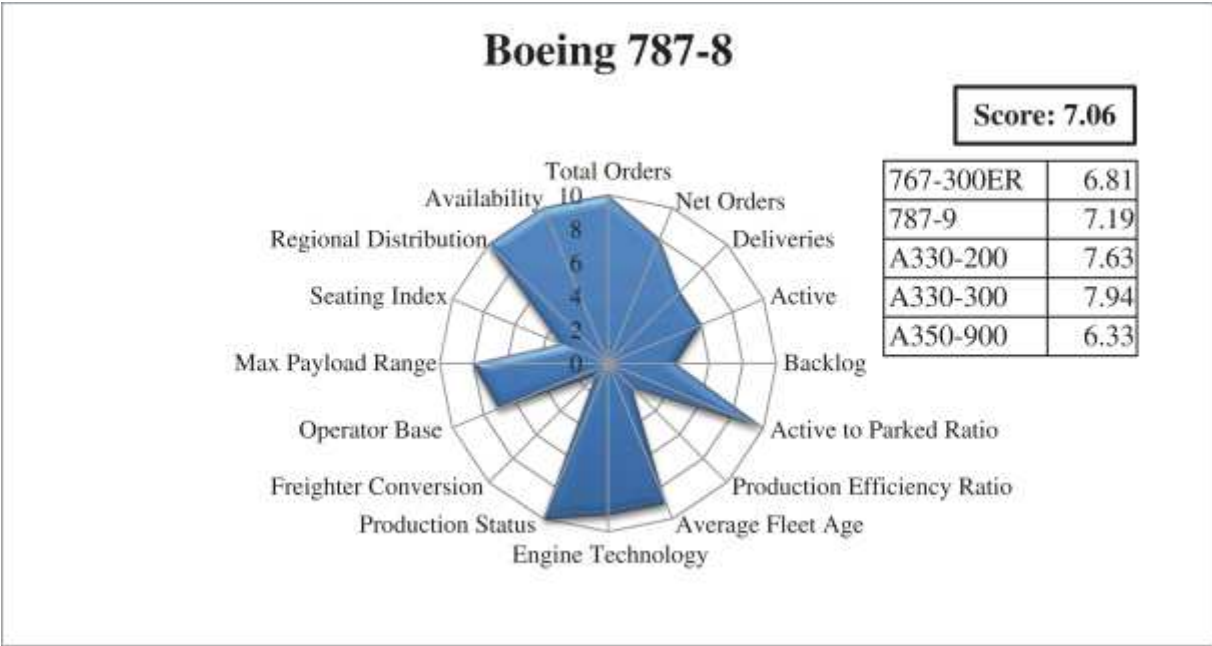 Boeing 787-8
Score: 7.06
767-300ER 6.81
787-9 7.19
A330-200 7.63
A330-300 7.94
A350-900 6.33
Total Orders
Net Orders
Deliveries
Active
Backlog
Active to Parked Ratio
Production Efficiency Ratio
Average Fleet Age
Engine Technology
Production Status
Freighter Conversion
Operator Base
Max Payload Range
Seating Index
Regional Distribution
Availability
10
8
6
4
2
0